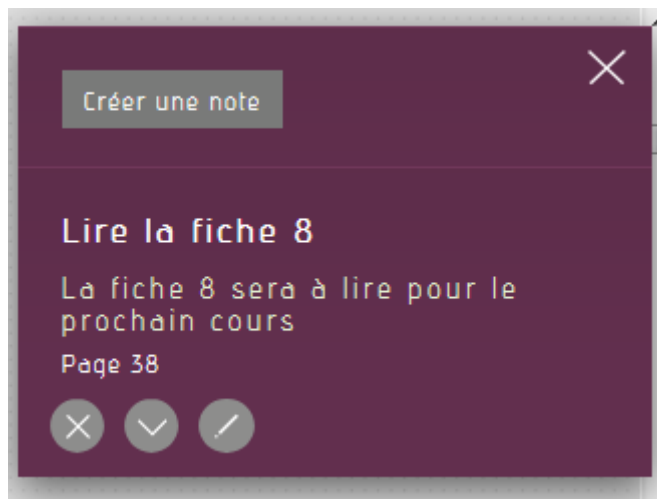 Créer une note
Lire la fiche 8
La fiche 8 sera à lire pour le
prochain cours
Page 38